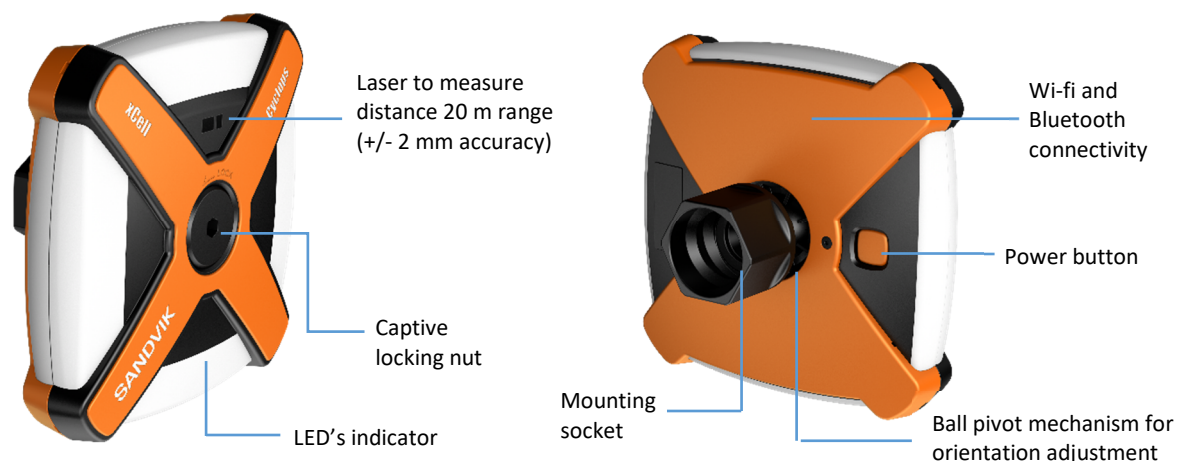 xCell
Cyclops
SANDVIK
Laser to measure
distance 20 m range
(+/- 2 mm accuracy)
Captive
locking nut
LED's indicator
Wi-fi and
Bluetooth
connectivity
Power button
Mounting
socket
Ball pivot mechanism for
orientation adjustment